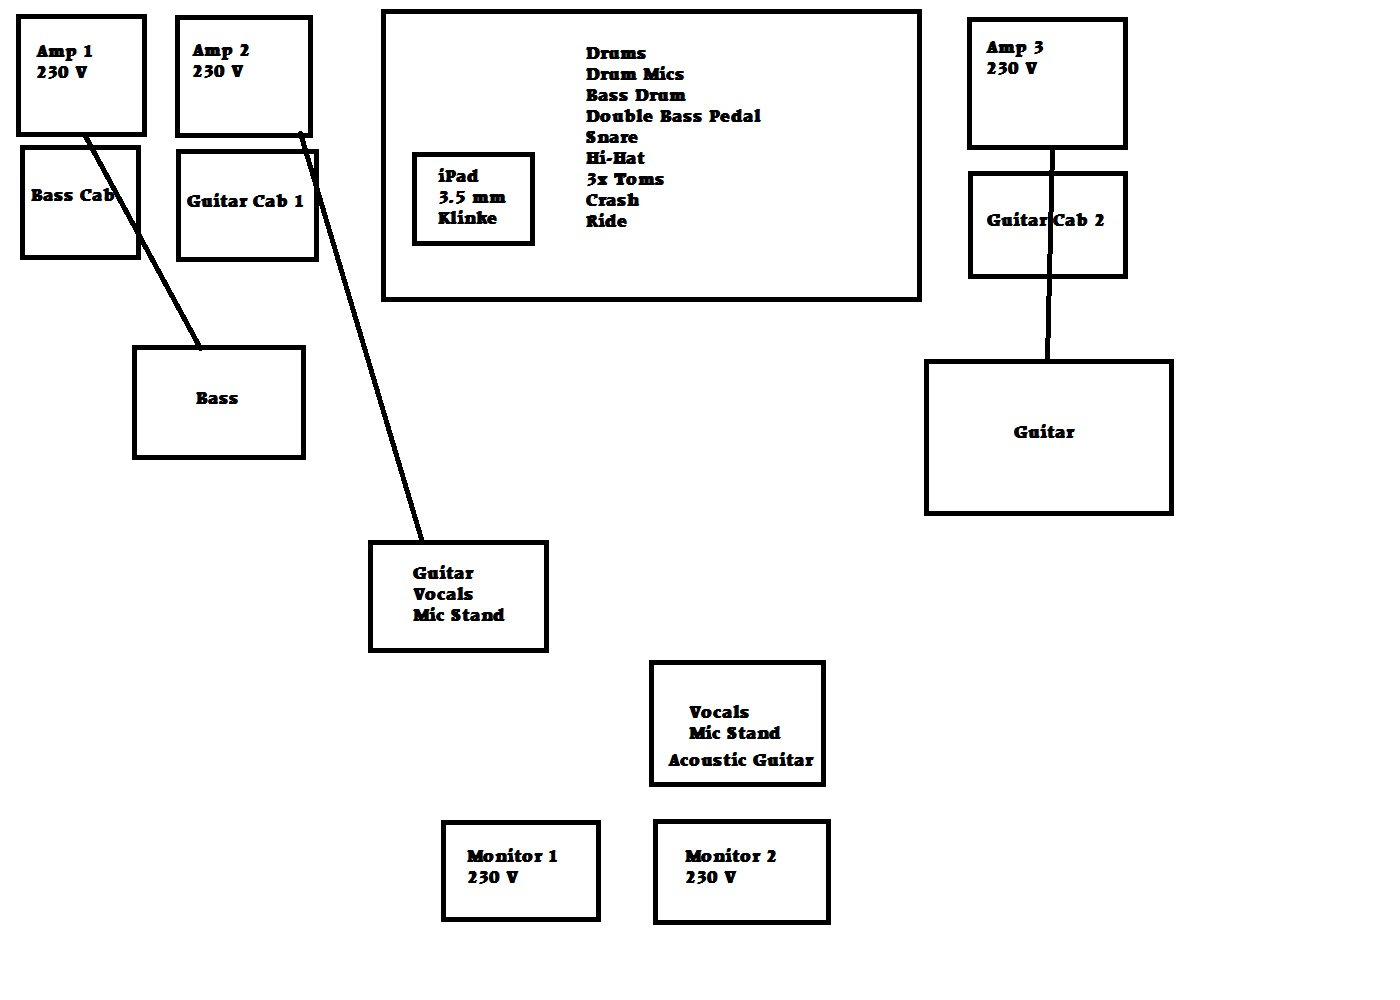 Amp 1
230 V
Amp 2
230 V
Drums
Drum Mics
Bass Drum
Double Bass Pedal
Snare
Hi-Hat
3x Toms
Crash
Ride
iPad
3.5 mm
Klinke
Amp 3
230 V
Bass Cab
Guitar Cab 1
Guitar Cab 2
Bass
Guitar
Guitar
Vocals
Mic Stand
Vocals
Mic Stand
Acoustic Guitar
Monitor 1
230 V
Monitor 2
230 V